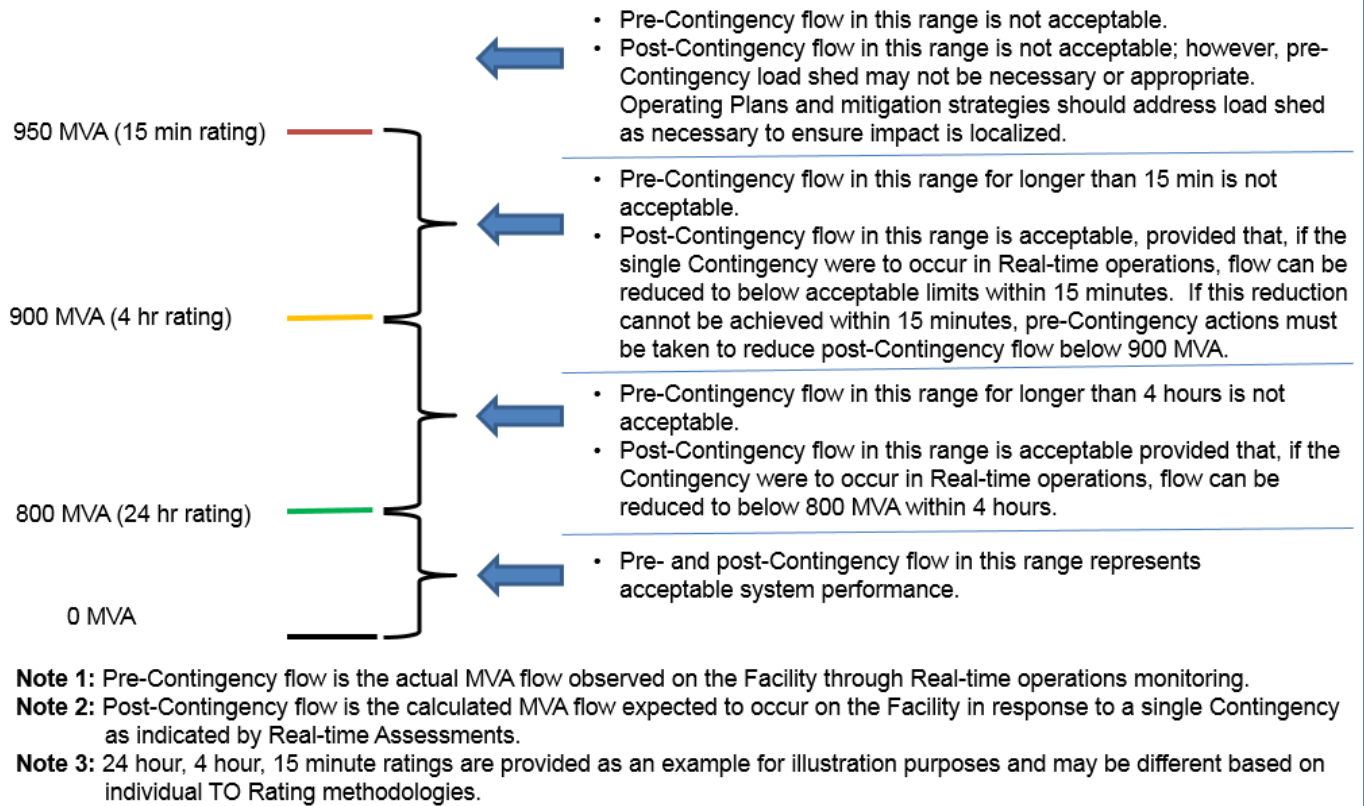 • Pre-Contingency flow in this range is not acceptable.
• Post-Contingency flow in this range is not acceptable; however, pre-
Contingency load shed may not be necessary or appropriate.
Operating Plans and mitigation strategies should address load shed
as necessary to ensure impact is localized.
950 MVA (15 min rating)
• Pre-Contingency flow in this range for longer than 15 min is not
acceptable.
• Post-Contingency flow in this range is acceptable, provided that, if the
single Contingency were to occur in Real-time operations, flow can be
reduced to below acceptable limits within 15 minutes.  If this reduction
cannot be achieved within 15 minutes, pre-Contingency actions must
be taken to reduce post-Contingency flow below 900 MVA.
900 MVA (4 hr rating)
• Pre-Contingency flow in this range for longer than 4 hours is not
acceptable.
• Post-Contingency flow in this range is acceptable provided that, if the
Contingency were to occur in Real-time operations, flow can be
reduced to below 800 MVA within 4 hours.
800 MVA (24 hr rating)
• Pre- and post-Contingency flow in this range represents
acceptable system performance.
0 MVA
Note 1: Pre-Contingency flow is the actual MVA flow observed on the Facility through Real-time operations monitoring.
Note 2: Post-Contingency flow is the calculated MVA flow expected to occur on the Facility in response to a single Contingency
as indicated by Real-time Assessments.
Note 3: 24 hour, 4 hour, 15 minute ratings are provided as an example for illustration purposes and may be different based on
individual TO Rating methodologies.